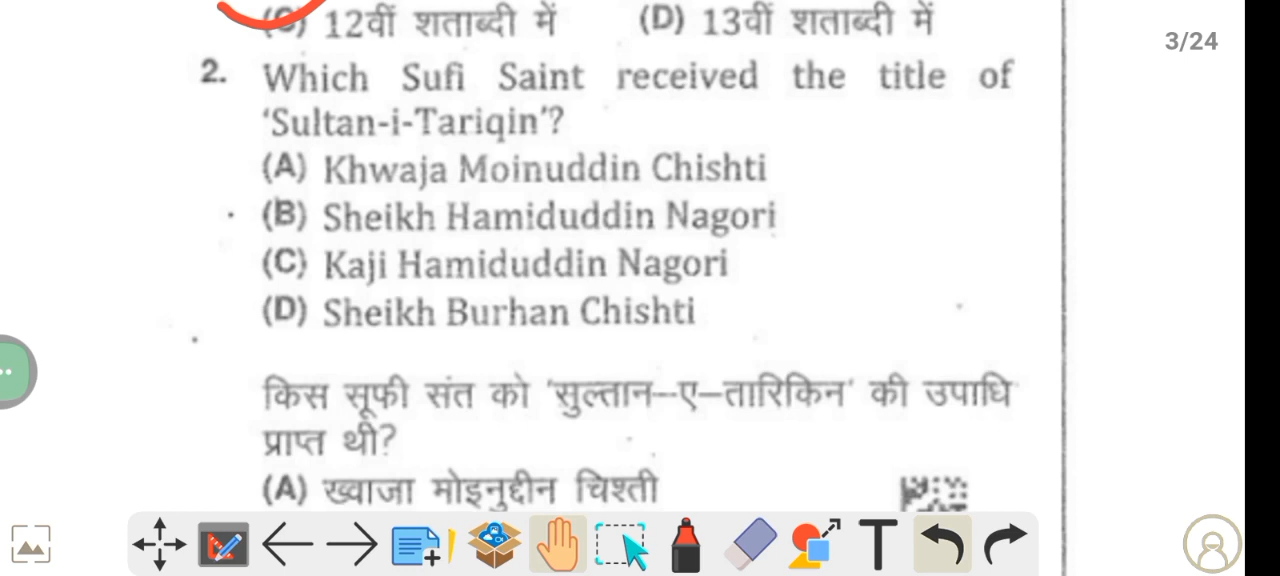 (C) 12वीं शताब्दी में (D) 13वीं शताब्दी में
3/24
2. Which Sufi Saint received the title of
‘Sultan-i-Tariqin’?
(A) Khwaja Moinuddin Chishti
(B) Sheikh Hamiduddin Nagori
(C) Kaji Hamiduddin Nagori
(D) Sheikh Burhan Chishti
किस सूफी संत को ‘सुल्तान–ए–तारिकिन’ की उपाधि
प्राप्त थी?
(A) ख्वाजा मोइनुद्दीन चिश्ती
T